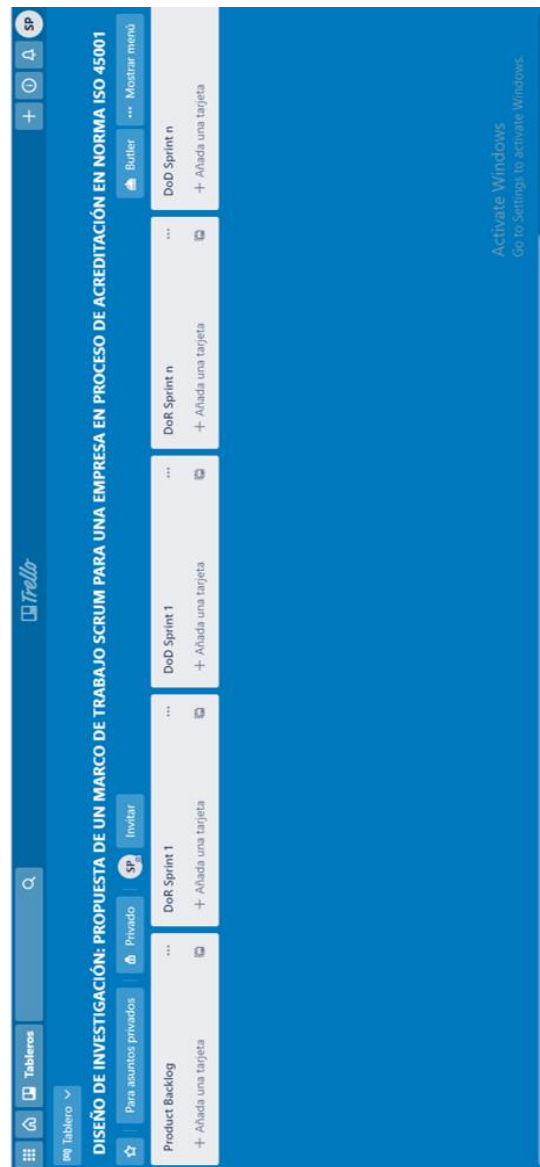 Tableros
Trello
SP
Tablero
DISEÑO DE INVESTIGACIÓN: PROPUESTA DE UN MARCO DE TRABAJO SCRUM PARA UNA EMPRESA EN PROCESO DE ACREDITACIÓN EN NORMA ISO 45001
Para asuntos privados Privado SP Invitar Butler ... Mostrar menú
Product Backlog ... DoR Sprint 1 ... DoD Sprint 1 ... DoR Sprint n ... DoD Sprint n
+ Añada una tarjeta + Añada una tarjeta + Añada una tarjeta + Añada una tarjeta + Añada una tarjeta
Activate Windows
Go to Settings to activate Windows.